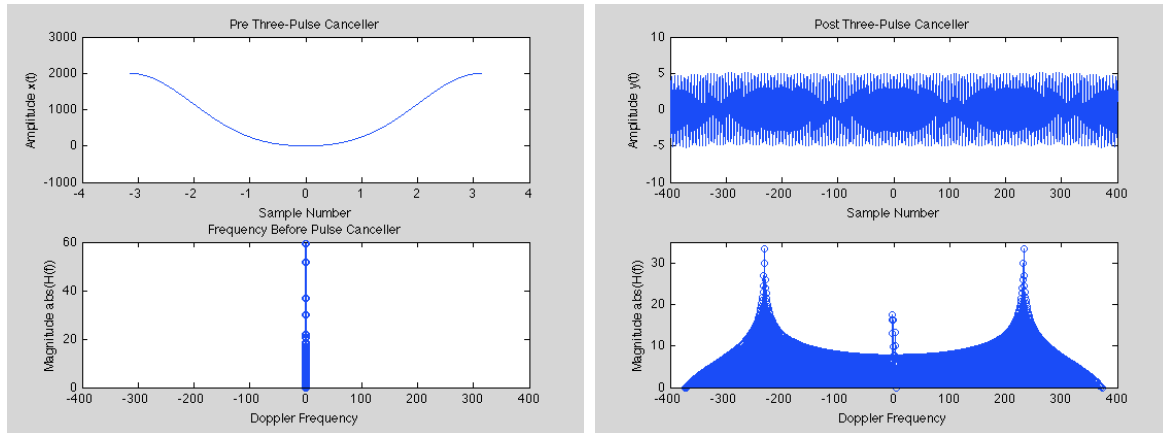 Pre Three-Pulse Canceller
3000
2000
1000
0
-1000
Amplitude x(t)
-4 -3 -2 -1 0 1 2 3 4
Sample Number
Frequency Before Pulse Canceller
60
40
20
0
Magnitude abs(H(f))
-400 -300 -200 -100 0 100 200 300 400
Doppler Frequency
Post Three-Pulse Canceller
10
5
0
-5
-10
Amplitude y(t)
-400 -300 -200 -100 0 100 200 300 400
Sample Number
30
20
10
0
Magnitude abs(H(f))
-400 -300 -200 -100 0 100 200 300 400
Doppler Frequency